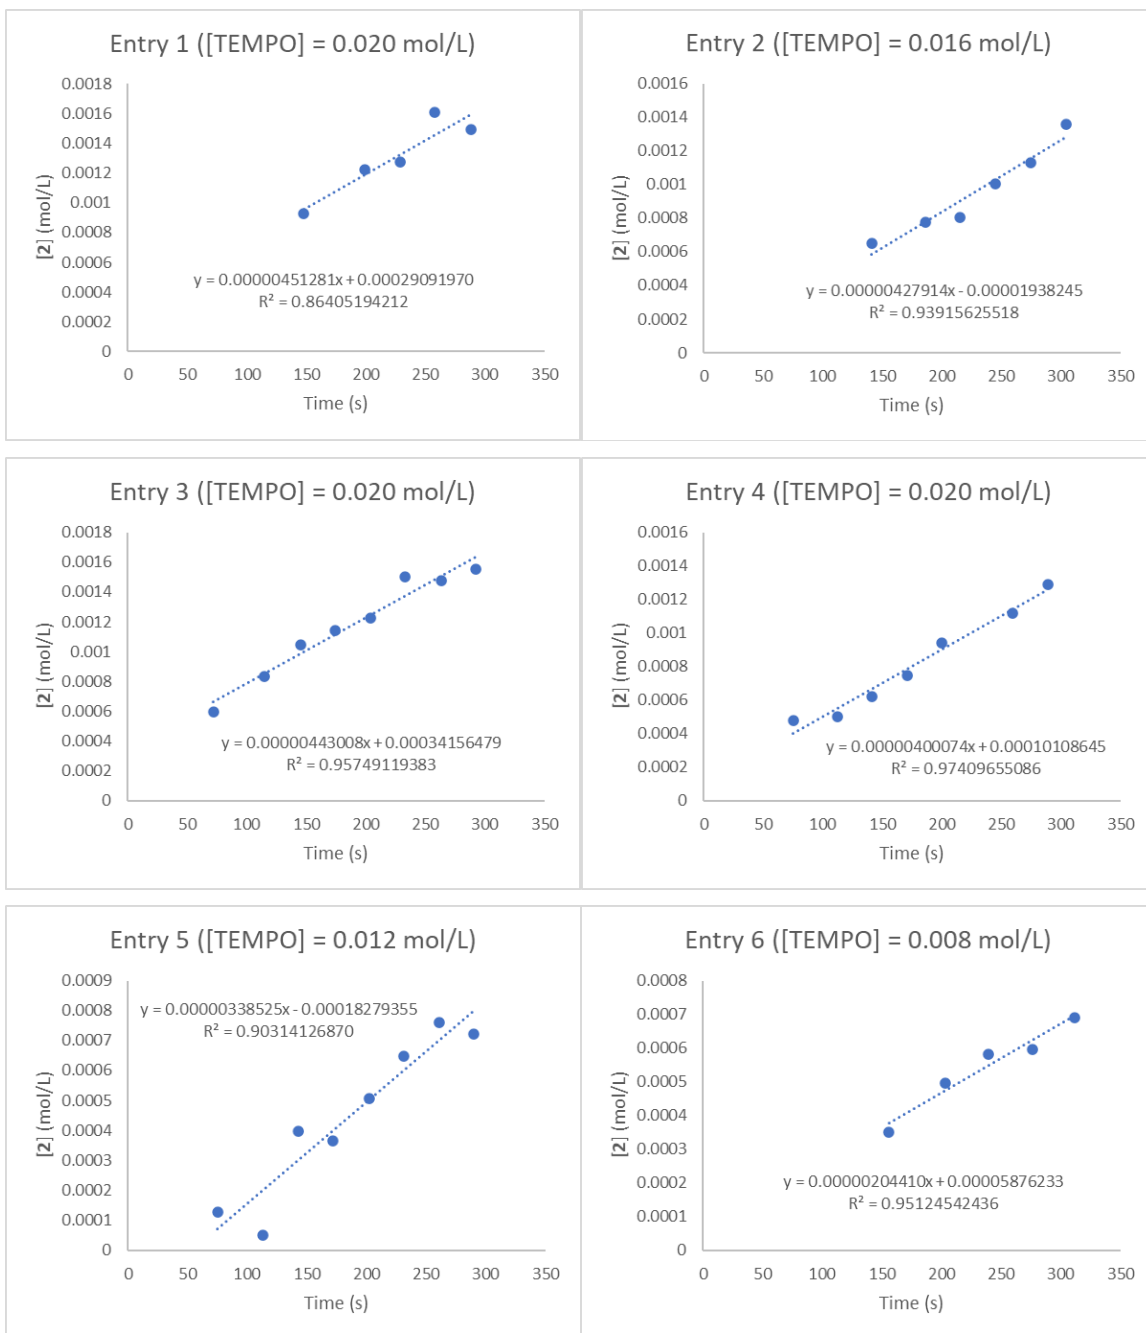 Entry 1 ([TEMPO] = 0.020 mol/L)
0.0018
0.0016
0.0014
0.0012
0.001
0.0008
0.0006
0.0004
0.0002
0
[2] (mol/L)
y = 0.00000451281x + 0.00029091970
R² = 0.86405194212
0 50 100 150 200 250 300 350
Time (s)
Entry 2 ([TEMPO] = 0.016 mol/L)
0.0016
0.0014
0.0012
0.001
0.0008
0.0006
0.0004
0.0002
0
[2] (mol/L)
y = 0.00000427914x - 0.00001938245
R² = 0.93915625518
0 50 100 150 200 250 300 350
Time (s)
Entry 3 ([TEMPO] = 0.020 mol/L)
0.0018
0.0016
0.0014
0.0012
0.001
0.0008
0.0006
0.0004
0.0002
0
[2] (mol/L)
y = 0.00000443008x + 0.00034156479
R² = 0.95749119383
0 50 100 150 200 250 300 350
Time (s)
Entry 4 ([TEMPO] = 0.020 mol/L)
0.0016
0.0014
0.0012
0.001
0.0008
0.0006
0.0004
0.0002
0
[2] (mol/L)
y = 0.00000400074x + 0.00010108645
R² = 0.97409655086
0 50 100 150 200 250 300 350
Time (s)
Entry 5 ([TEMPO] = 0.012 mol/L)
0.0009
0.0008
0.0007
0.0006
0.0005
0.0004
0.0003
0.0002
0.0001
0
[2] (mol/L)
y = 0.00000338525x - 0.00018279355
R² = 0.90314126870
0 50 100 150 200 250 300 350
Time (s)
Entry 6 ([TEMPO] = 0.008 mol/L)
0.0008
0.0007
0.0006
0.0005
0.0004
0.0003
0.0002
0.0001
0
[2] (mol/L)
y = 0.00000204410x + 0.00005876233
R² = 0.95124542436
0 50 100 150 200 250 300 350
Time (s)